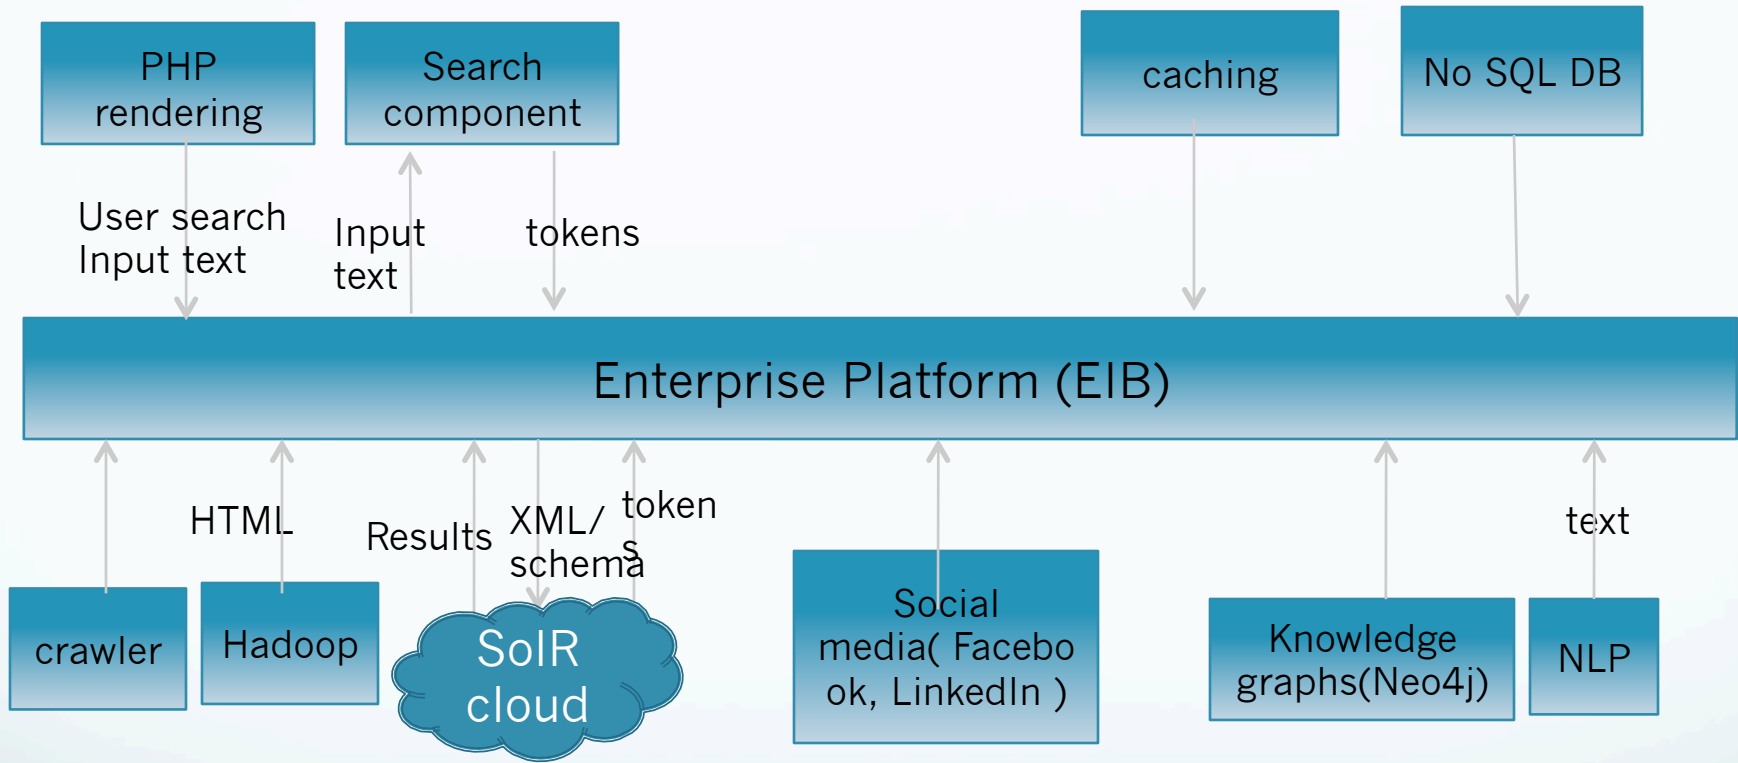 PHP
rendering
Search
component
caching
No SQL DB
User search
Input text
Input
text
tokens
Enterprise Platform (EIB)
HTML
Results
XML/
schema
token
s
text
crawler
Hadoop
SolR
cloud
Social
media( Facebo
ok, LinkedIn )
Knowledge
graphs(Neo4j)
NLP